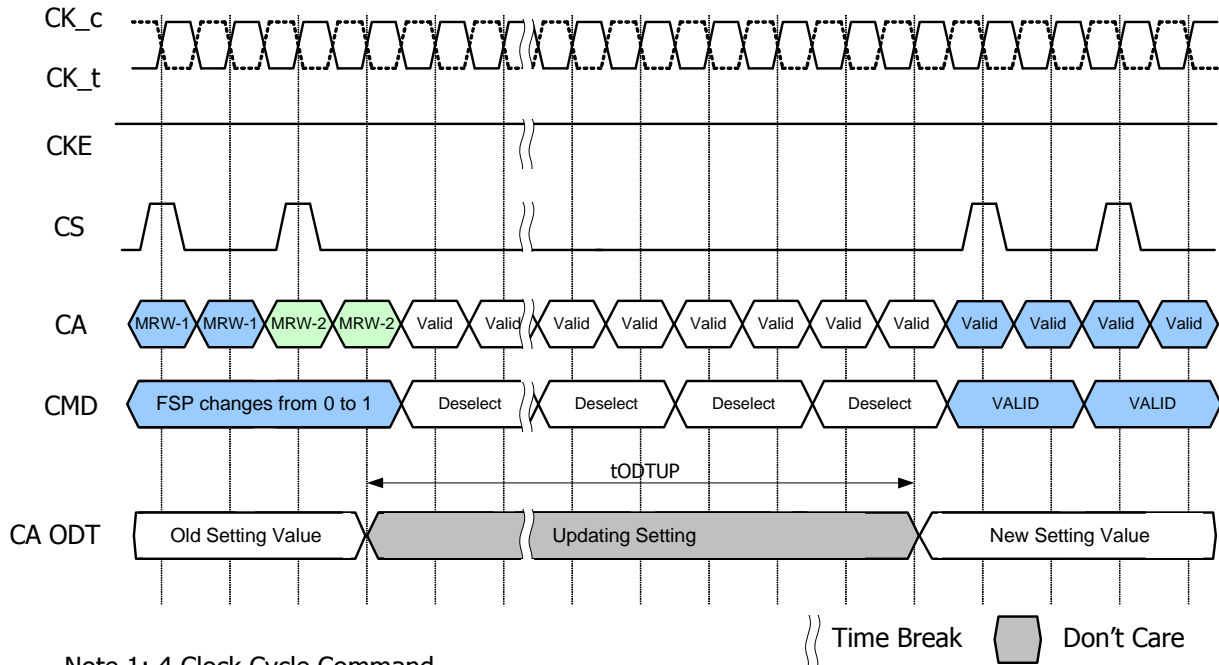 CK_c
CK_t
CKE
CS
CA MRW-1 MRW-1 MRW-2 MRW-2 Valid Valid Valid Valid Valid Valid Valid Valid Valid Valid Valid Valid
CMD FSP changes from 0 to 1 Deselect Deselect Deselect Deselect VALID VALID
tODTUP
CA ODT Old Setting Value Updating Setting New Setting Value
Time Break Don't Care
Note 1: 4 Clock Cycle Command